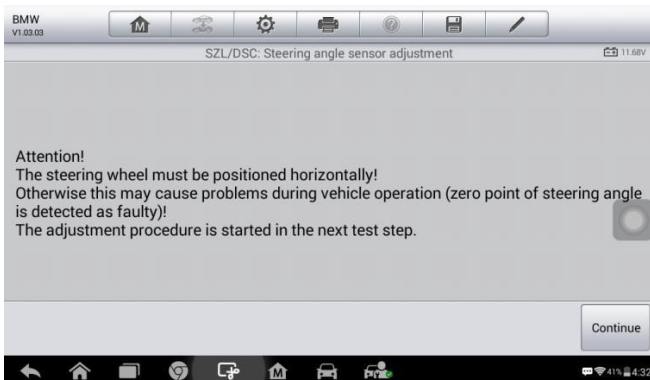 BMW
V1.03.03
SZL/DSC: Steering angle sensor adjustment
11.68V
Attention!
The steering wheel must be positioned horizontally!
Otherwise this may cause problems during vehicle operation (zero point of steering angle
is detected as faulty)!
The adjustment procedure is started in the next test step.
Continue
41% 4:32